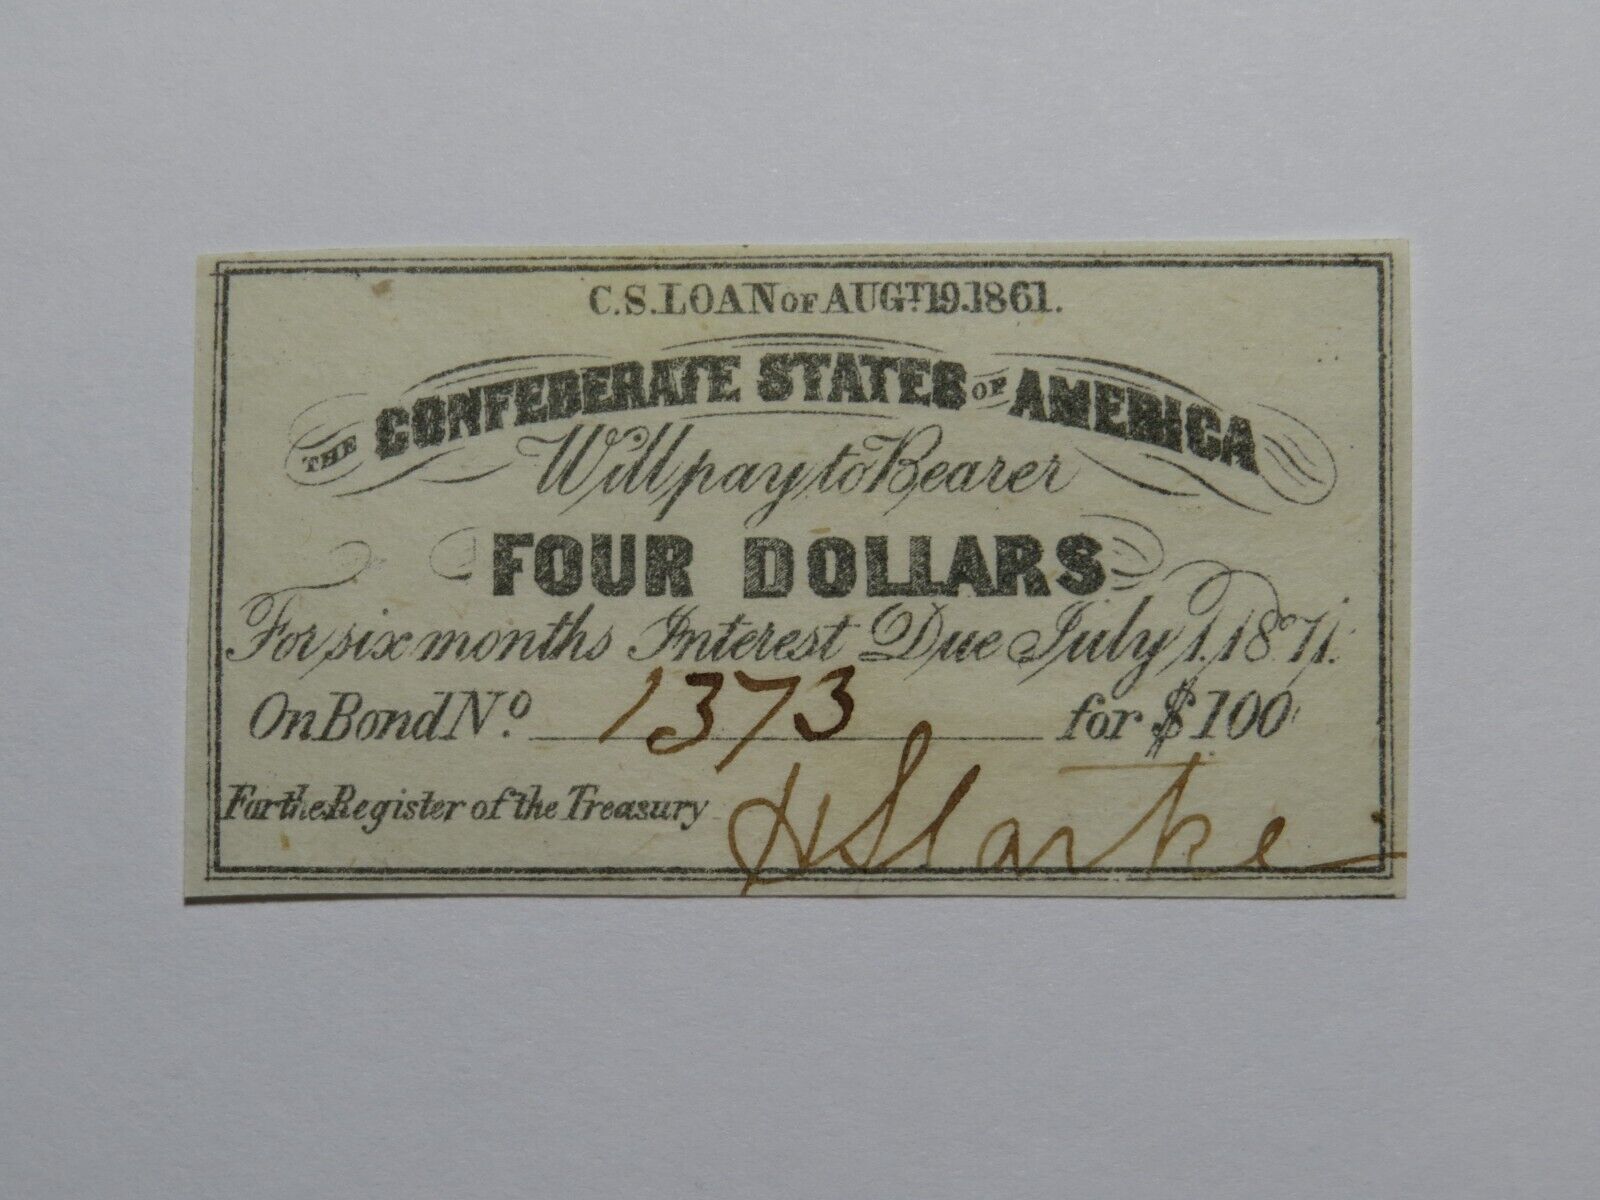 C.S. LOAN OF AUGT. 19. 1861.
THE CONFEDERATE STATES OF AMERICA
Will pay to Bearer
FOUR DOLLARS
For six months Interest Due July 1. 1871.
On Bond No. 1373 for $100
For the Register of the Treasury H Starke